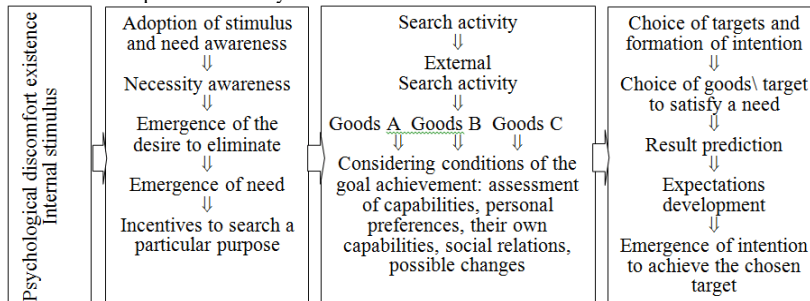 Psychological discomfort existence
Internal stimulus
Adoption of stimulus
and need awareness
⇓
Necessity awareness
⇓
Emergence of the
desire to eliminate
⇓
Emergence of need
⇓
Incentives to search a
particular purpose
Search activity
⇓
External
Search activity
⇓
Goods A Goods B Goods C
⇓ ⇓ ⇓
Considering conditions of the
goal achievement: assessment
of capabilities, personal
preferences, their own
capabilities, social relations,
possible changes
Choice of targets and
formation of intention
⇓
Choice of goods\ target
to satisfy a need
⇓
Result prediction
⇓
Expectations
development
⇓
Emergence of intention
to achieve the chosen
target